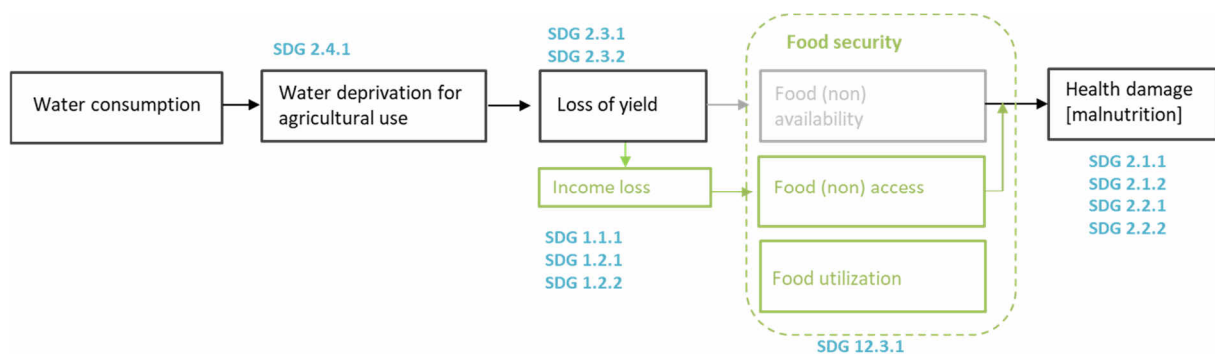 SDG 2.4.1
SDG 2.3.1
SDG 2.3.2
Food security
Water consumption
Water deprivation for
agricultural use
Loss of yield
Food (non)
availability
Health damage
[malnutrition]
Income loss
Food (non) access
SDG 2.1.1
SDG 2.1.2
SDG 2.2.1
SDG 2.2.2
SDG 1.1.1
SDG 1.2.1
SDG 1.2.2
Food utilization
SDG 12.3.1